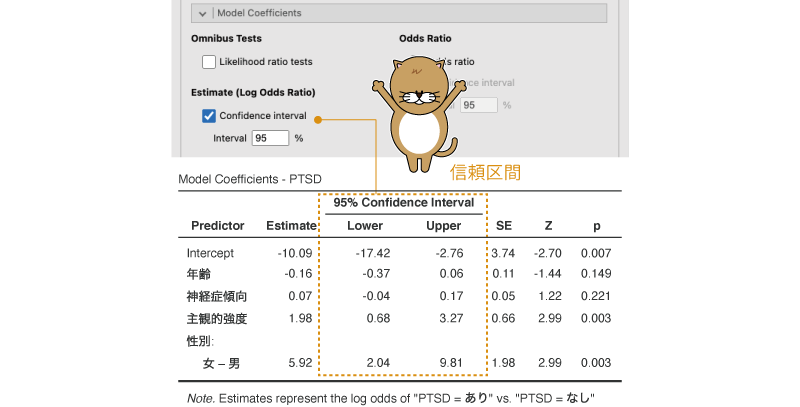 Model Coefficients
Omnibus Tests Odds Ratio
Likelihood ratio tests ratio
interval
Estimate (Log Odds Ratio)
Confidence interval 95 %
Interval 95 %
信頼区間
Model Coefficients - PTSD
95% Confidence Interval
Predictor Estimate Lower Upper SE Z p
Intercept -10.09 -17.42 -2.76 3.74 -2.70 0.007
年齢 -0.16 -0.37 0.06 0.11 -1.44 0.149
神経症傾向 0.07 -0.04 0.17 0.05 1.22 0.221
主観的強度 1.98 0.68 3.27 0.66 2.99 0.003
性別:
女 – 男 5.92 2.04 9.81 1.98 2.99 0.003
Note. Estimates represent the log odds of "PTSD = あり" vs. "PTSD = なし"